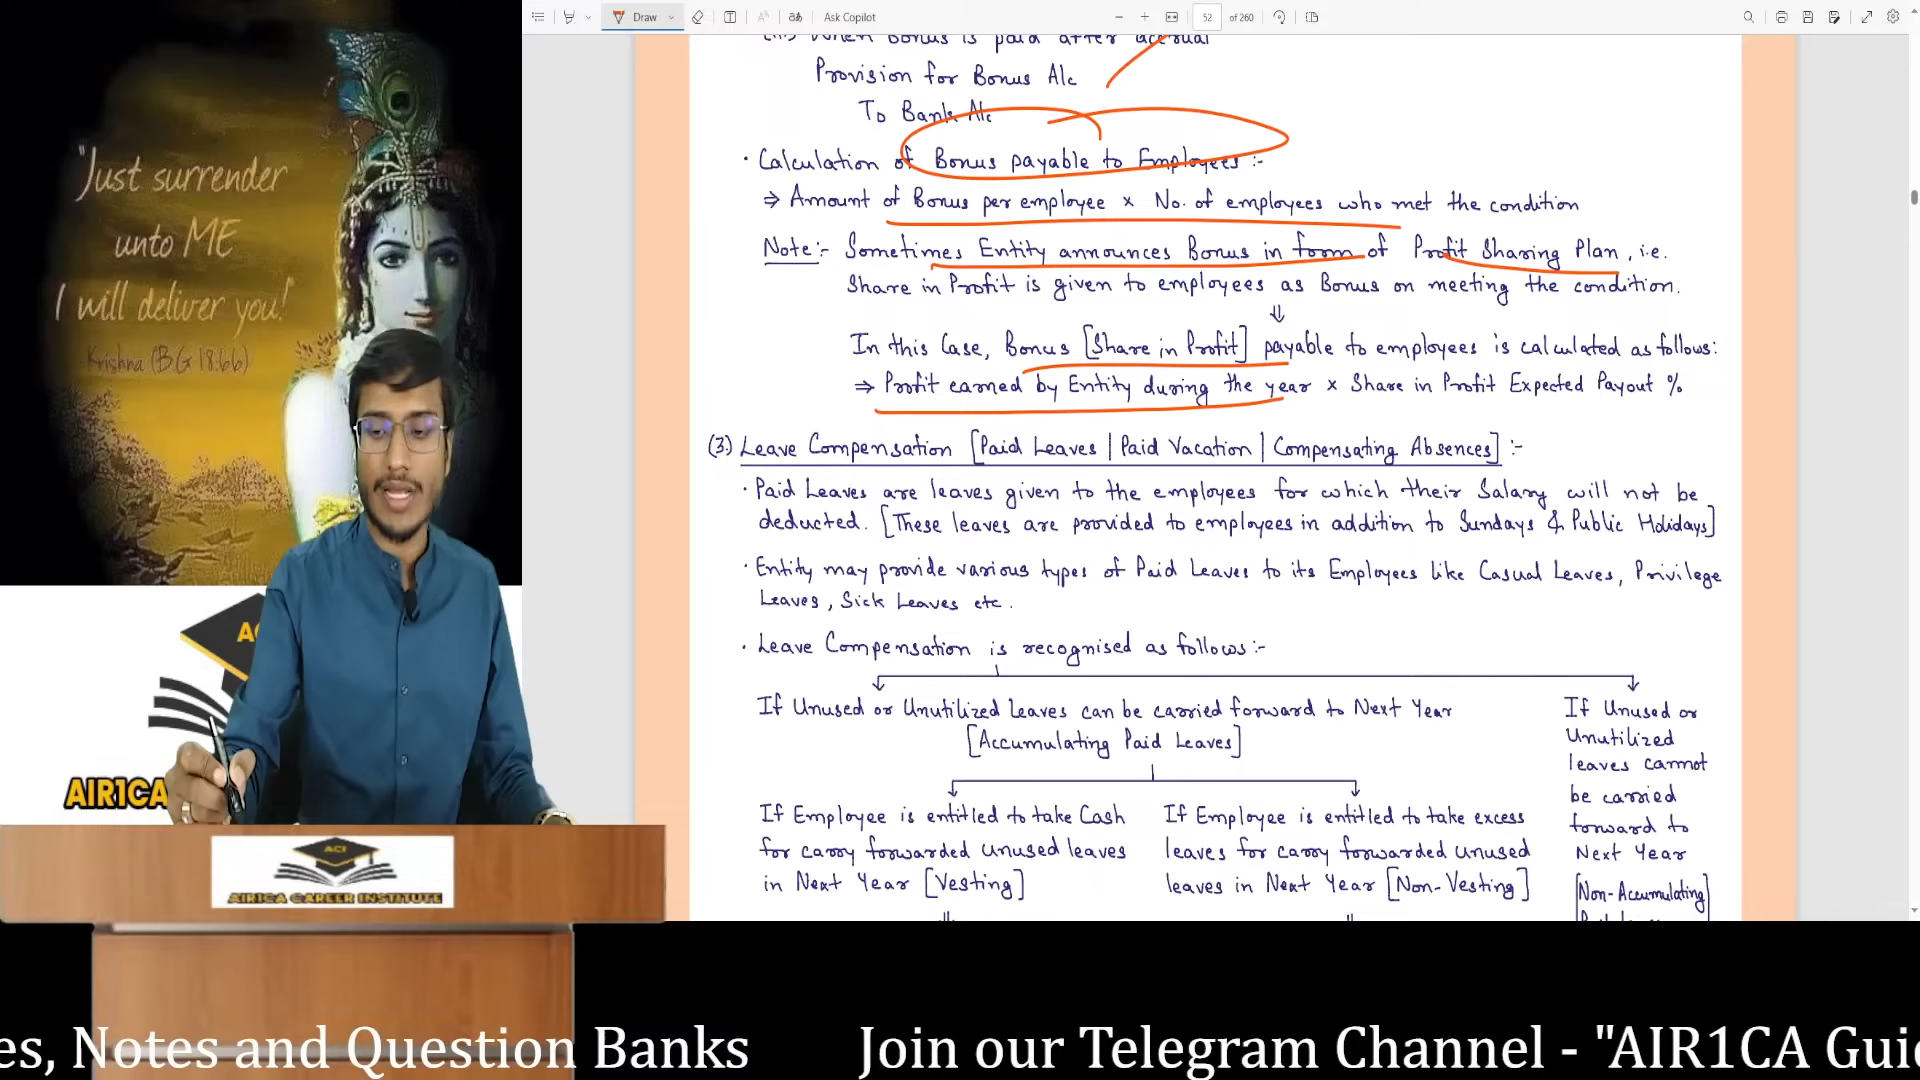 Draw
Ask Copilot
52
of 260
(iii) When Bonus is paid after accrual
Provision for Bonus A/c
To Bank A/c
• Calculation of Bonus payable to Employees :-
⇒ Amount of Bonus per employee × No. of employees who met the condition
Note:- Sometimes Entity announces Bonus in form of Profit Sharing Plan, i.e.
Share in Profit is given to employees as Bonus on meeting the condition.
⇓
In this Case, Bonus [Share in Profit] payable to employees is calculated as follows:
⇒ Profit earned by Entity during the year × Share in Profit Expected Payout %
(3.) Leave Compensation [Paid Leaves | Paid Vacation | Compensating Absences] :-
• Paid Leaves are leaves given to the employees for which their Salary will not be
deducted. [These leaves are provided to employees in addition to Sundays & Public Holidays]
• Entity may provide various types of Paid Leaves to its Employees like Casual Leaves, Privilege
Leaves, Sick Leaves etc.
• Leave Compensation is recognised as follows:-
If Unused or Unutilized Leaves can be carried forward to Next Year
[Accumulating Paid Leaves]
If Employee is entitled to take Cash
for carry forwarded unused leaves
in Next Year [Vesting]
If Employee is entitled to take excess
leaves for carry forwarded unused
leaves in Next Year [Non-Vesting]
If Unused or
Unutilized
leaves cannot
be carried
forward to
Next Year
[Non-Accumulating
"Just surrender
unto ME
I will deliver you!"
Krishna (B.G 18:66)
AIR1CA
ACI
AIR1CA CAREER INSTITUTE
es, Notes and Question Banks
Join our Telegram Channel - "AIR1CA Guid